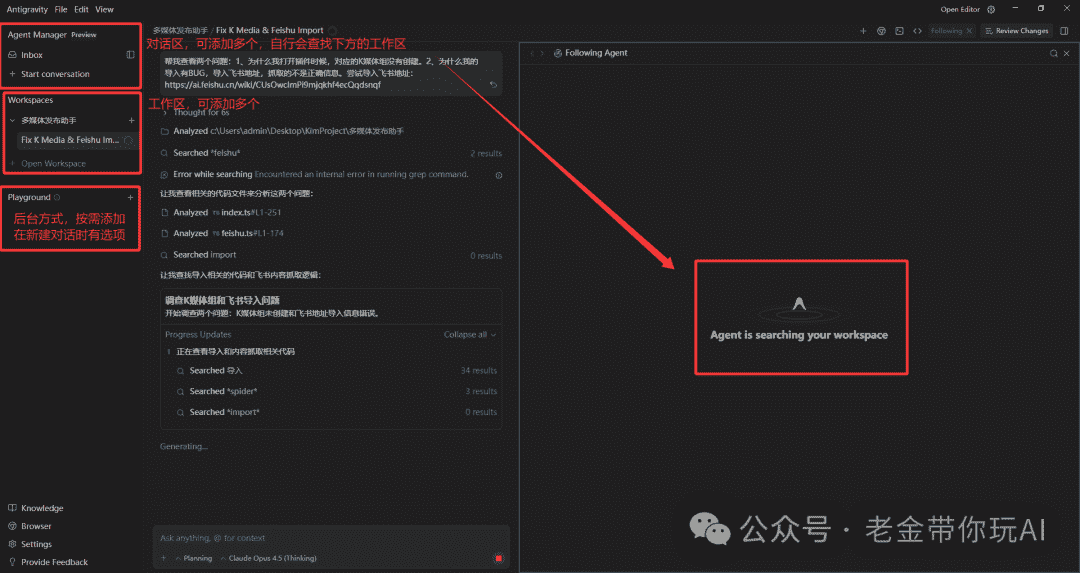 Antigravity File Edit View
Open Editor
Agent Manager Preview
Inbox
Start conversation
Workspaces
多媒体发布助手
Fix K Media & Feishu Im...
Open Workspace
Playground
后台方式，按需添加
在新建对话时有选项
Knowledge
Browser
Settings
Provide Feedback
多媒体发布助手 / Fix K Media & Feishu Import
Following
Review Changes
对话区，可添加多个，自行会查找下方的工作区
工作区，可添加多个
帮我查看两个问题：1、为什么我打开插件时候，对应的K媒体组没有创建。2、为什么我的
导入有BUG，导入飞书地址，抓取的不是正确信息。尝试导入飞书地址：
https://ai.feishu.cn/wiki/CUsOwcImPi9mjqkhf4ecQqdsnqf
Thought for 6s
Analyzed c:\Users\admin\Desktop\KimProject\多媒体发布助手
Searched *feishu* 2 results
Error while searching Encountered an internal error in running grep command.
让我查看相关的代码文件来分析这两个问题：
Analyzed TS index.ts#L1-251
Analyzed TS feishu.ts#L1-174
Searched import 0 results
让我查找导入相关的代码和飞书内容抓取逻辑：
调查K媒体组和飞书导入问题
开始调查两个问题：K媒体组未创建和飞书地址导入信息错误。
Progress Updates Collapse all
1 正在查看导入和内容抓取相关代码
Searched 导入 34 results
Searched *spider* 3 results
Searched *import* 0 results
Generating...
Ask anything, @ for context
Planning Claude Opus 4.5 (Thinking)
Following Agent
Agent is searching your workspace
公众号 · 老金带你玩AI